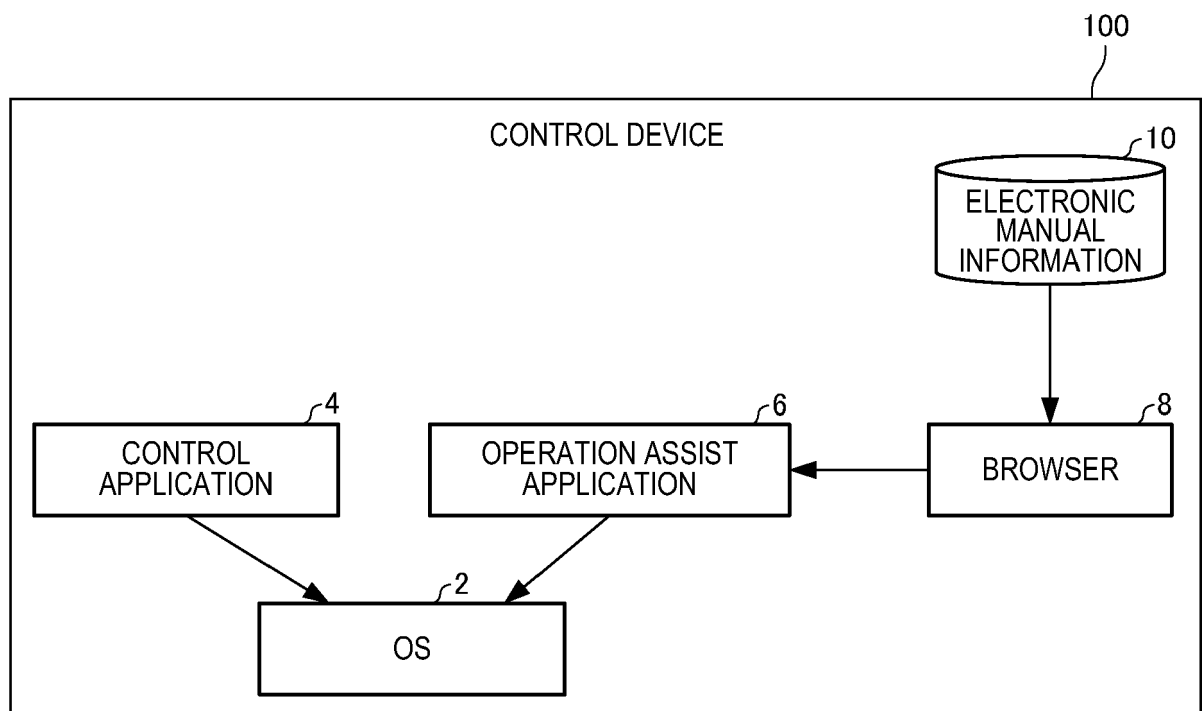 100
CONTROL DEVICE
10
ELECTRONIC
MANUAL
INFORMATION
4
CONTROL
APPLICATION
6
OPERATION ASSIST
APPLICATION
8
BROWSER
2
OS